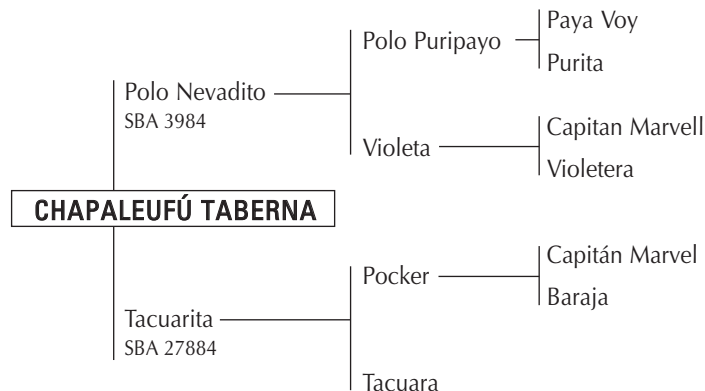 Paya Voy
Polo Puripayo
Purita
Polo Nevadito
SBA 3984
Capitan Marvell
Violeta
Violetera
CHAPALEUFÚ TABERNA
Capitán Marvel
Pocker
Baraja
Tacuarita
SBA 27884
Tacuara